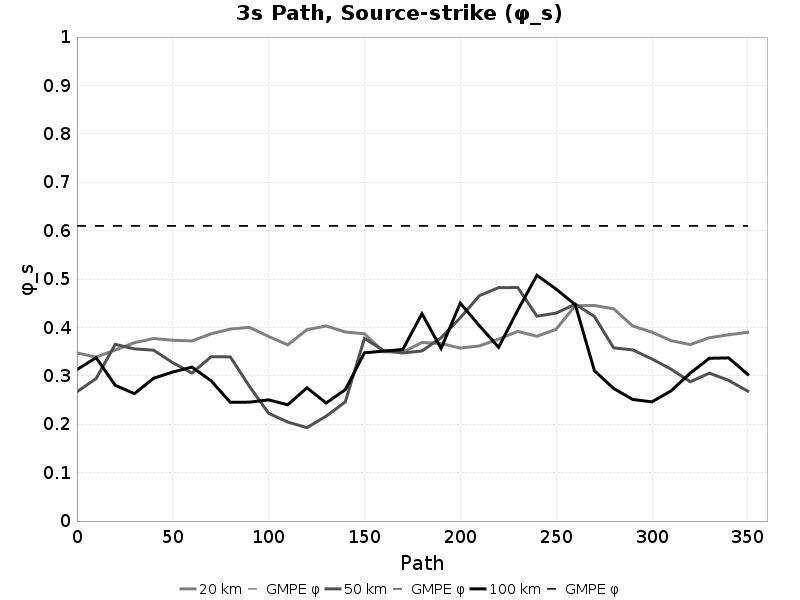 3s Path, Source-strike (φ_s)
1
0.9
0.8
0.7
0.6
0.5
0.4
0.3
0.2
0.1
0
φ_s
0 50 100 150 200 250 300 350
Path
20 km GMPE φ 50 km GMPE φ 100 km GMPE φ